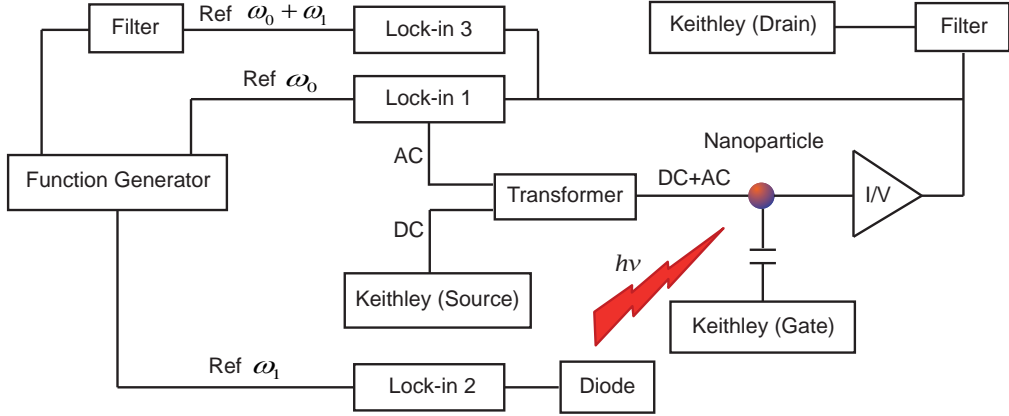 Filter
Ref ω₀ + ω₁
Lock-in 3
Keithley (Drain)
Filter
Ref ω₀
Lock-in 1
Function Generator
AC
DC
Transformer
DC+AC
Nanoparticle
I/V
Keithley (Source)
hν
Keithley (Gate)
Ref ω₁
Lock-in 2
Diode